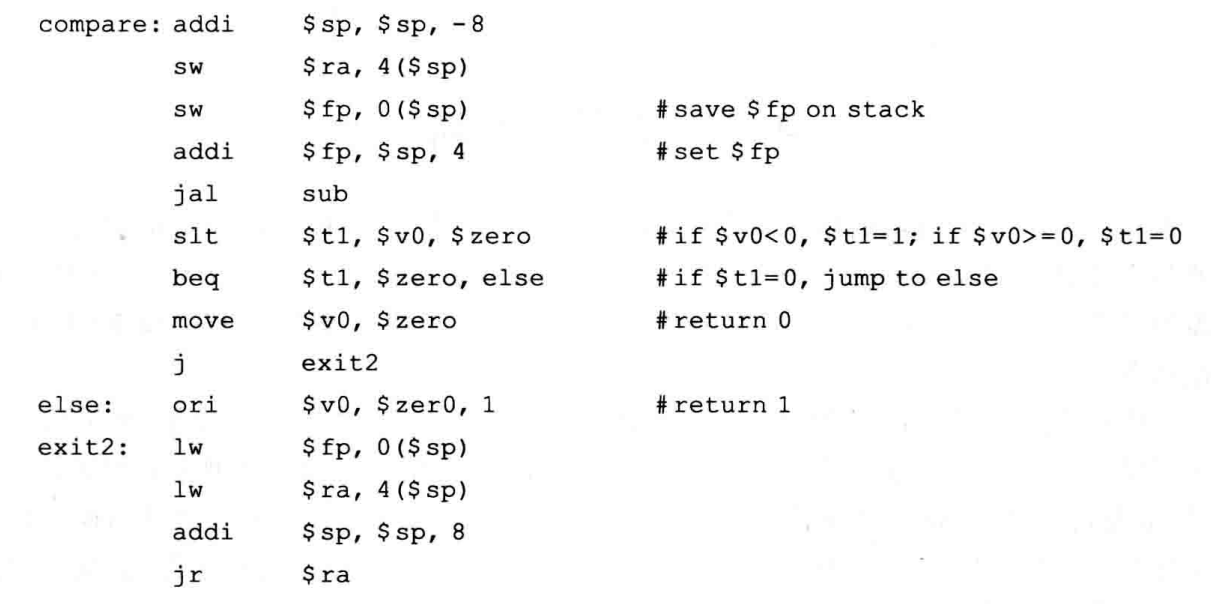 compare: addi $sp, $sp, -8
sw $ra, 4($sp)
sw $fp, 0($sp) #save $fp on stack
addi $fp, $sp, 4 #set $fp
jal sub
slt $t1, $v0, $zero #if $v0<0, $t1=1; if $v0>=0, $t1=0
beq $t1, $zero, else #if $t1=0, jump to else
move $v0, $zero #return 0
j exit2
else: ori $v0, $zer0, 1 #return 1
exit2: lw $fp, 0($sp)
lw $ra, 4($sp)
addi $sp, $sp, 8
jr $ra